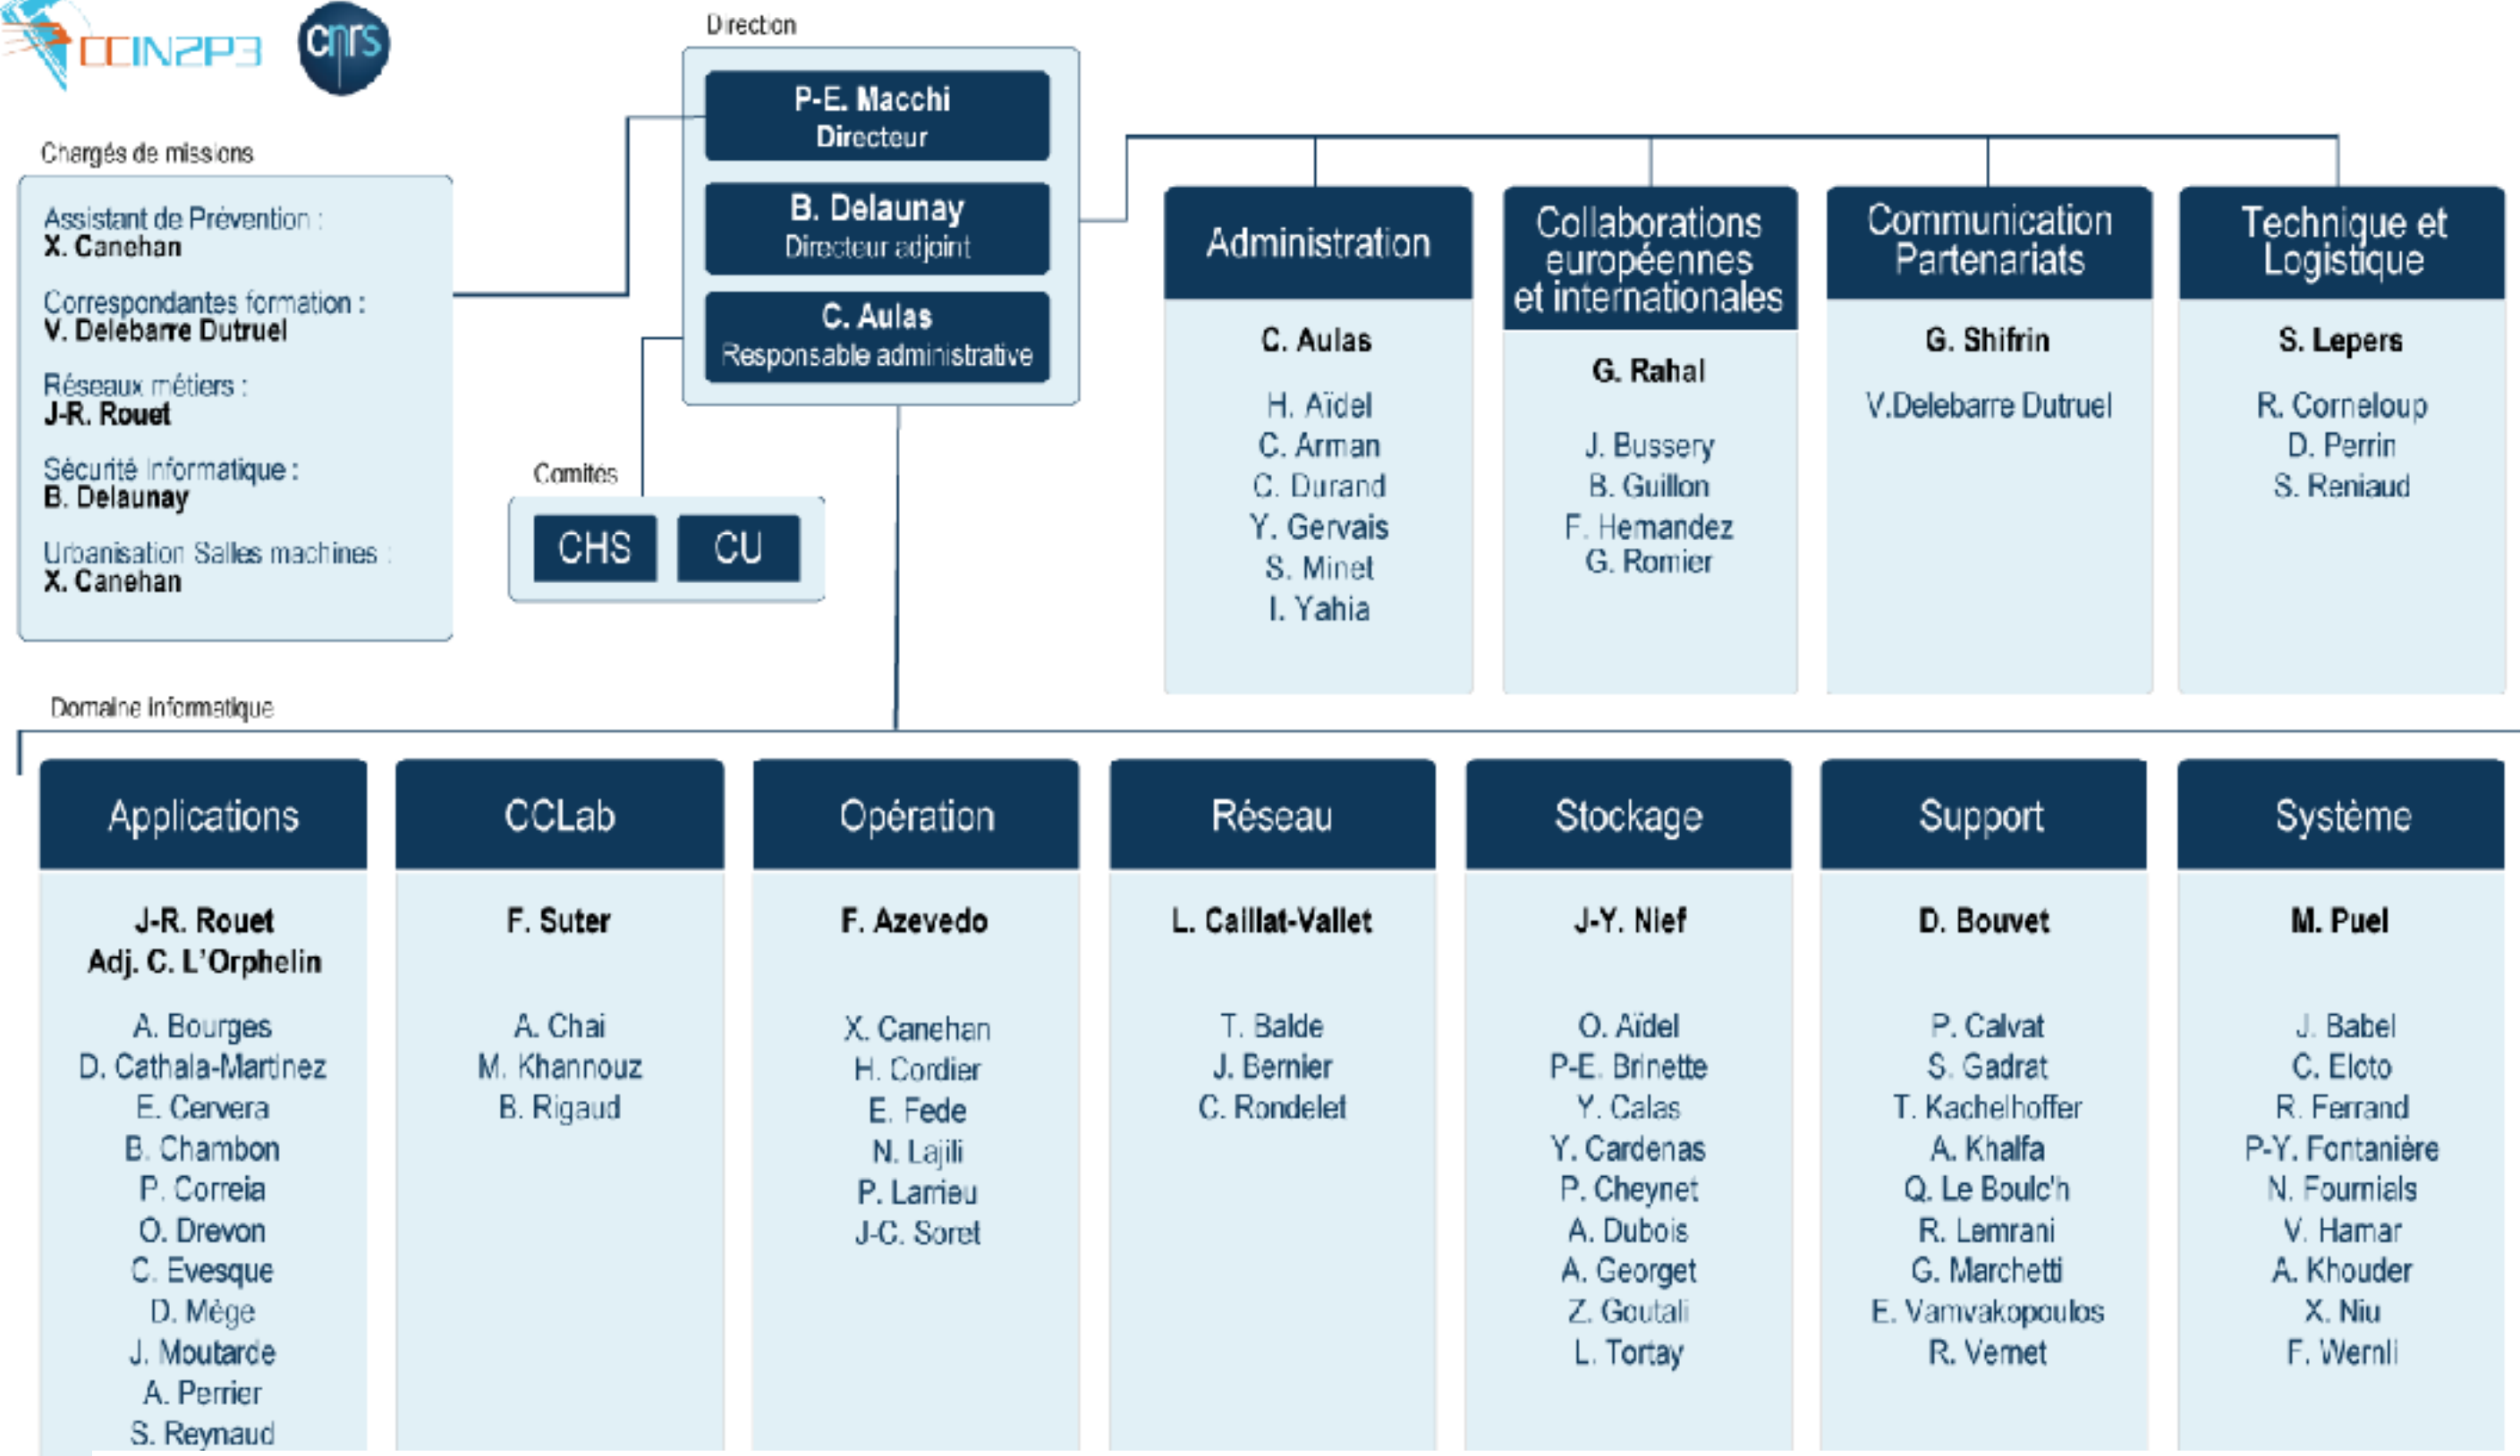 CCIN2P3
cnrs
Direction
P-E. Macchi
Directeur
B. Delaunay
Directeur adjoint
C. Aulas
Responsable administrative
Chargés de missions
Assistant de Prévention :
X. Canehan
Correspondantes formation :
V. Delebarre Dutruel
Réseaux métiers :
J-R. Rouet
Sécurité Informatique :
B. Delaunay
Urbanisation Salles machines :
X. Canehan
Comités
CHS
CU
Administration
C. Aulas
H. Aïdel
C. Arman
C. Durand
Y. Gervais
S. Minet
I. Yahia
Collaborations
européennes
et internationales
G. Rahal
J. Bussery
B. Guillon
F. Hernandez
G. Romier
Communication
Partenariats
G. Shifrin
V.Delebarre Dutruel
Technique et
Logistique
S. Lepers
R. Corneloup
D. Perrin
S. Reniaud
Domaine informatique
Applications
J-R. Rouet
Adj. C. L'Orphelin
A. Bourges
D. Cathala-Martinez
E. Cervera
B. Chambon
P. Correia
O. Drevon
C. Evesque
D. Mège
J. Moutarde
A. Perrier
S. Reynaud
CCLab
F. Suter
A. Chai
M. Khannouz
B. Rigaud
Opération
F. Azevedo
X. Canehan
H. Cordier
E. Fede
N. Lajili
P. Larrieu
J-C. Soret
Réseau
L. Caillat-Vallet
T. Balde
J. Bernier
C. Rondelet
Stockage
J-Y. Nief
O. Aïdel
P-E. Brinette
Y. Calas
Y. Cardenas
P. Cheynet
A. Dubois
A. Georget
Z. Goutali
L. Tortay
Support
D. Bouvet
P. Calvat
S. Gadrat
T. Kachelhoffer
A. Khalfa
Q. Le Boulc'h
R. Lemrani
G. Marchetti
E. Vamvakopoulos
R. Vernet
Système
M. Puel
J. Babel
C. Eloto
R. Ferrand
P-Y. Fontanière
N. Fournials
V. Hamar
A. Khouder
X. Niu
F. Wernli